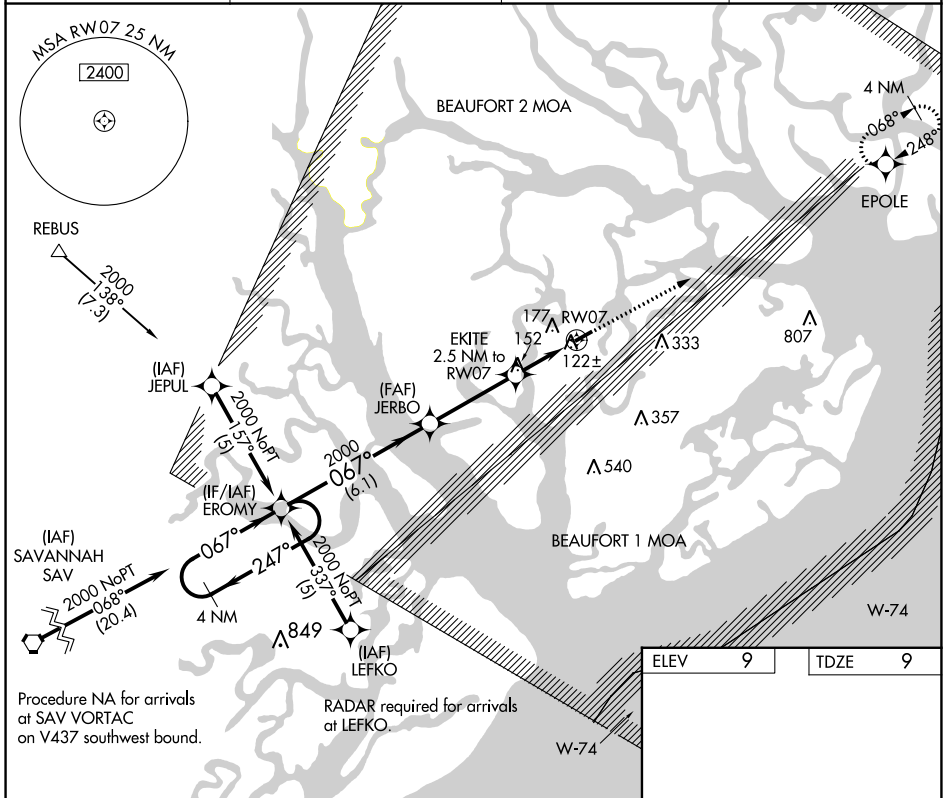 MSA RW07 25 NM
2400
BEAUFORT 2 MOA
4 NM
068°
248°
EPOLE
REBUS
2000
138°
(7.3)
177
RW07
152
122±
EKITE
2.5 NM to
RW07
333
807
(IAF)
JEPUL
2000 NoPT
157°
(5)
(FAF)
JERBO
357
2000
067°
(6.1)
540
(IF/IAF)
EROMY
067°
247°
4 NM
2000 NoPT
337°
(5)
BEAUFORT 1 MOA
(IAF)
SAVANNAH
SAV
2000 NoPT
068°
(20.4)
849
(IAF)
LEFKO
W-74
ELEV 9
TDZE 9
Procedure NA for arrivals
at SAV VORTAC
on V437 southwest bound.
RADAR required for arrivals
at LEFKO.
W-74